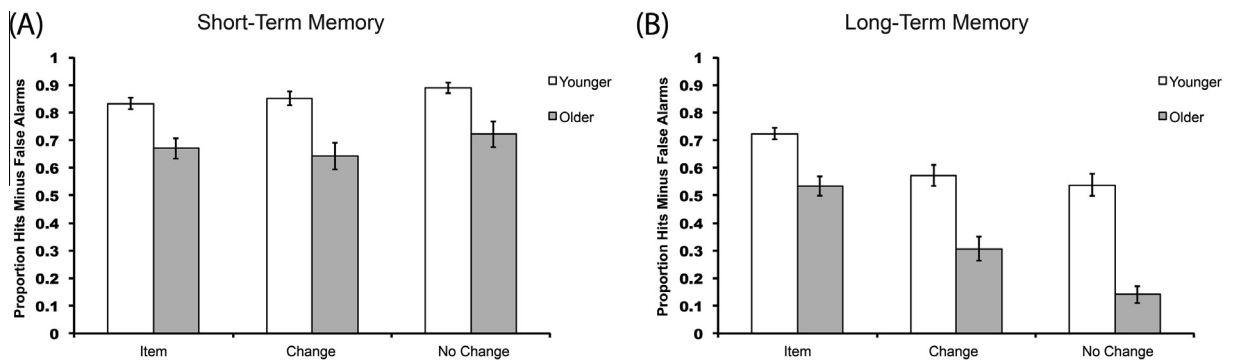 (A)
Short-Term Memory
Proportion Hits Minus False Alarms
1
0.9
0.8
0.7
0.6
0.5
0.4
0.3
0.2
0.1
0
Item
Change
No Change
Younger
Older
(B)
Long-Term Memory
Proportion Hits Minus False Alarms
1
0.9
0.8
0.7
0.6
0.5
0.4
0.3
0.2
0.1
0
Item
Change
No Change
Younger
Older